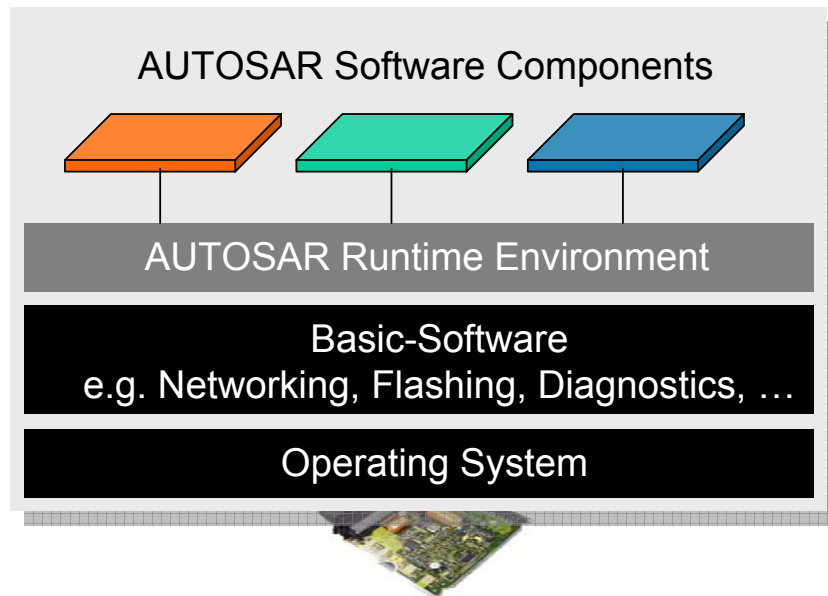 AUTOSAR Software Components
AUTOSAR Runtime Environment
Basic-Software
e.g. Networking, Flashing, Diagnostics, …
Operating System